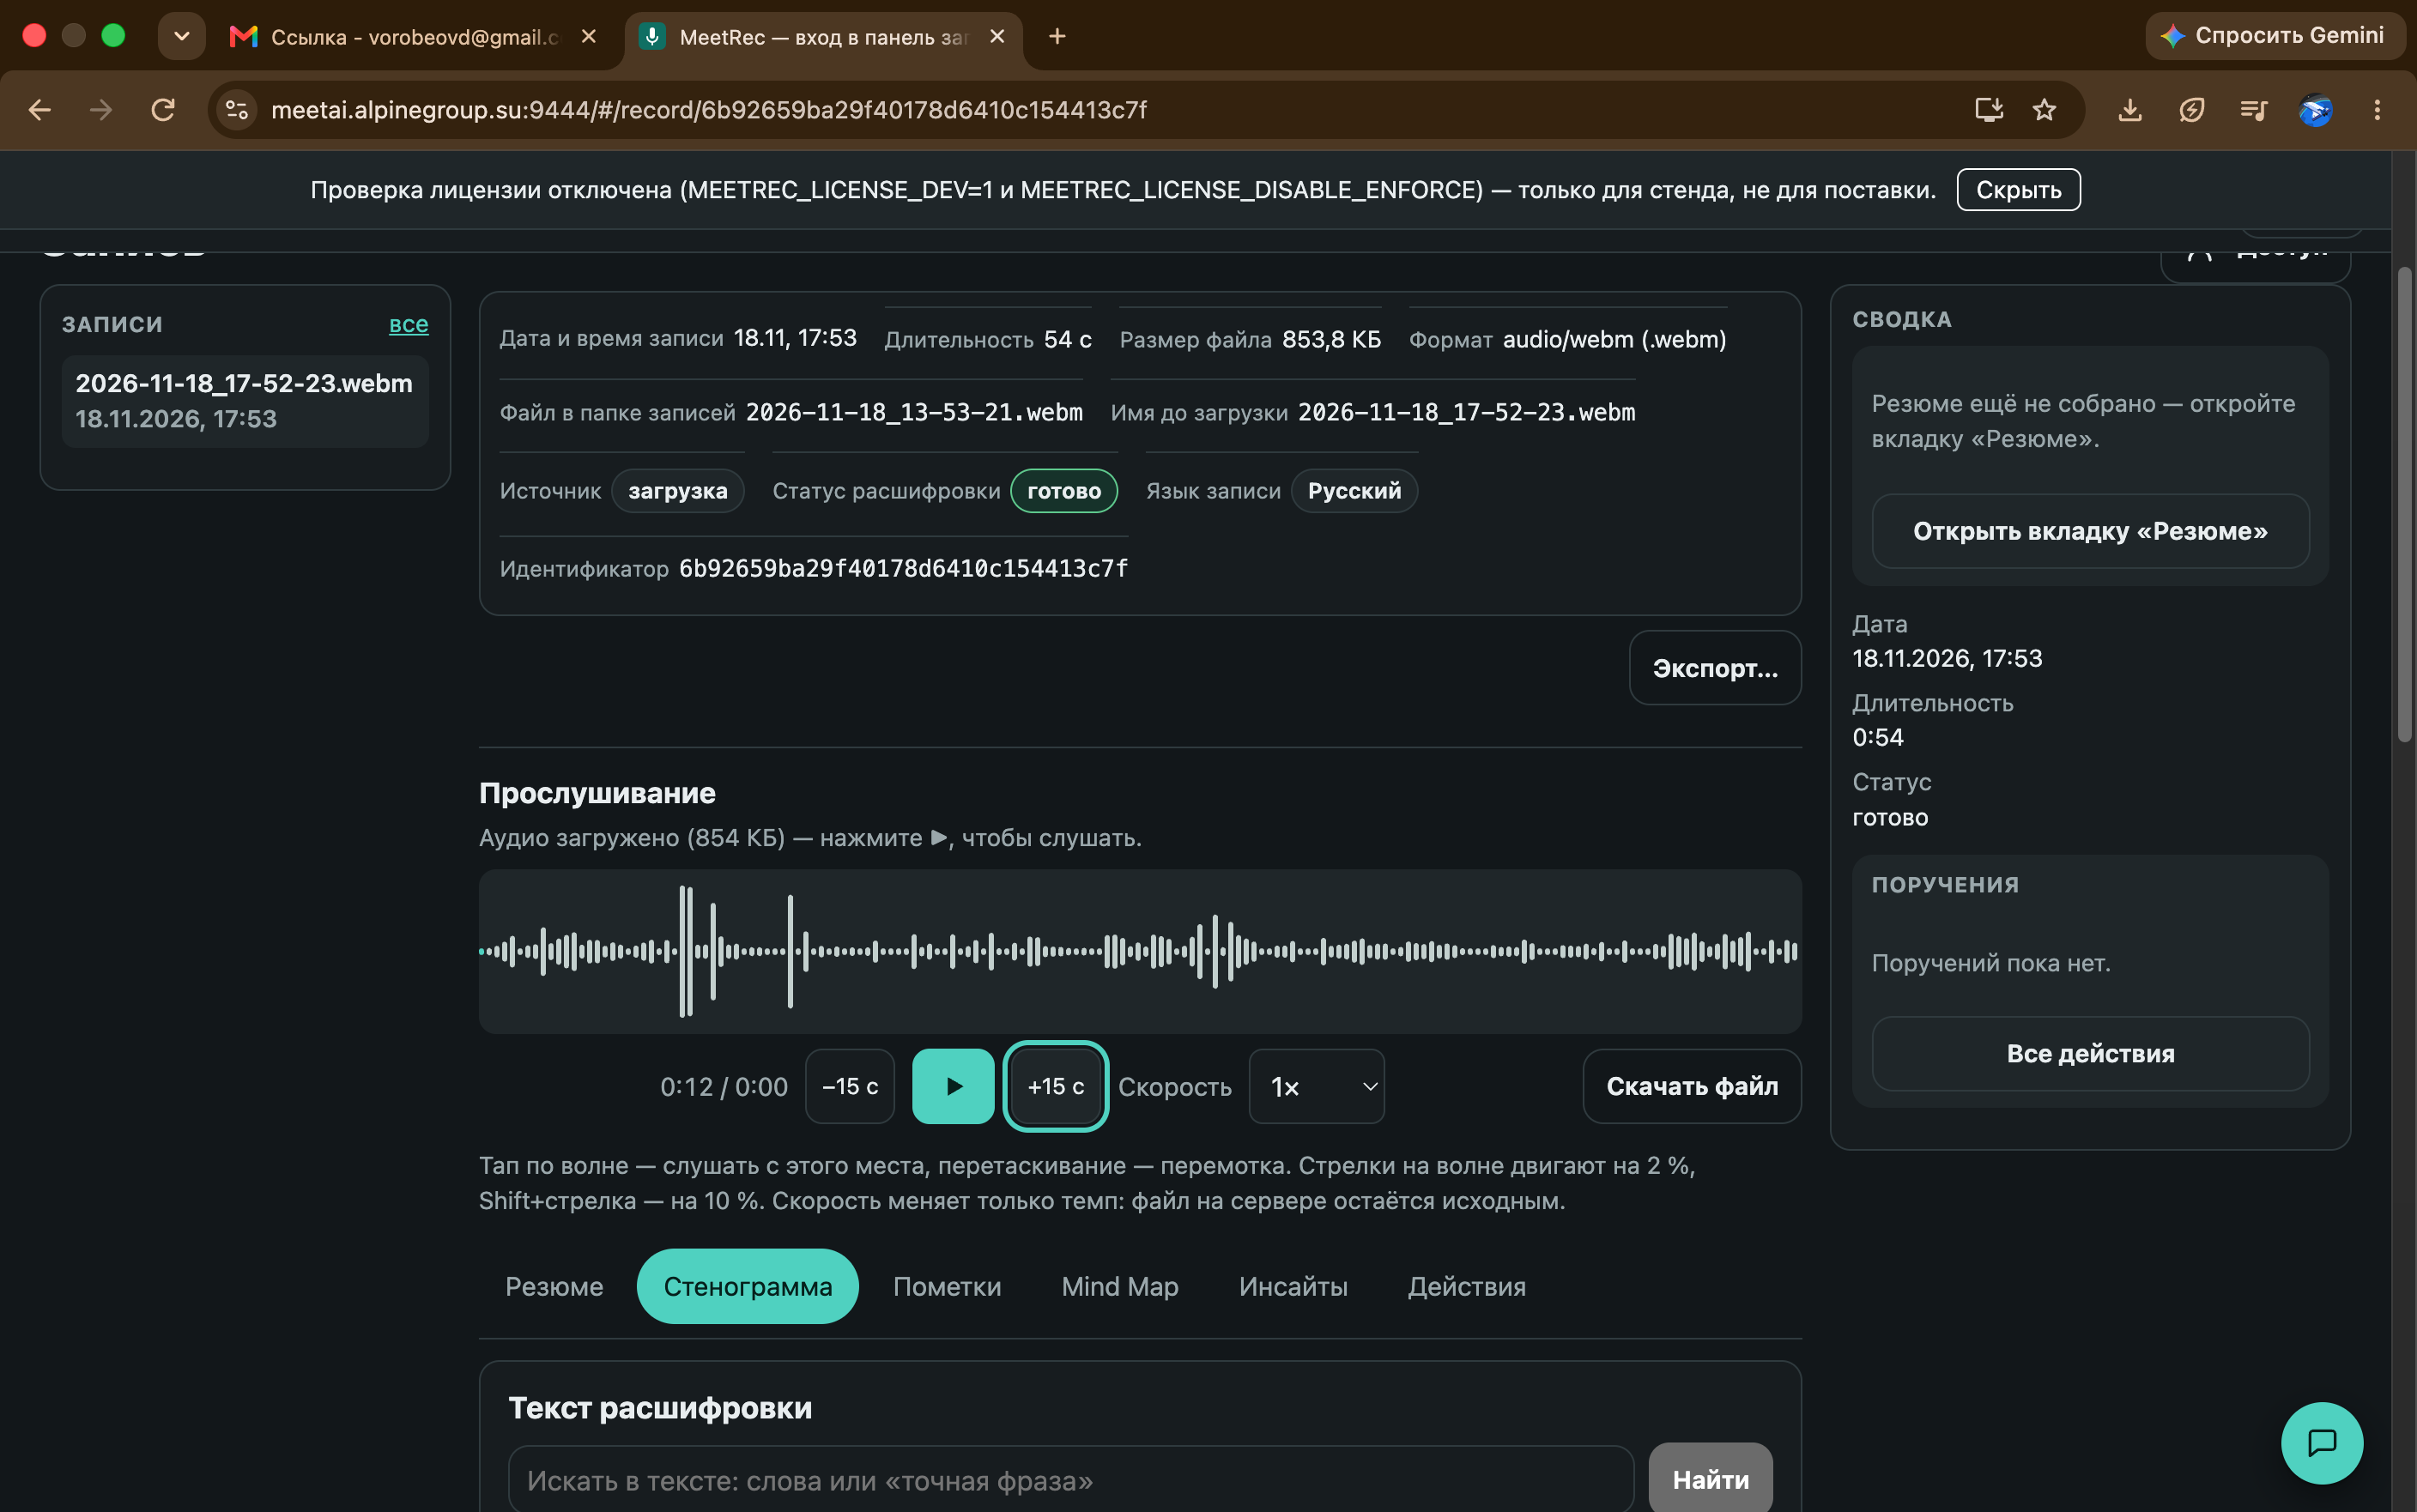 Ссылка - vorobeovd@gmail.c
MeetRec — вход в панель за
Спросить Gemini
meetai.alpinegroup.su:9444/#/record/6b92659ba29f40178d6410c154413c7f
Проверка лицензии отключена (MEETREC_LICENSE_DEV=1 и MEETREC_LICENSE_DISABLE_ENFORCE) — только для стенда, не для поставки.
Скрыть
ЗАПИСИ
все
2026-11-18_17-52-23.webm
18.11.2026, 17:53
Дата и время записи 18.11, 17:53 Длительность 54 с Размер файла 853,8 КБ Формат audio/webm (.webm)
Файл в папке записей 2026-11-18_13-53-21.webm Имя до загрузки 2026-11-18_17-52-23.webm
Источник загрузка Статус расшифровки готово Язык записи Русский
Идентификатор 6b92659ba29f40178d6410c154413c7f
Экспорт...
Прослушивание
Аудио загружено (854 КБ) — нажмите ▶, чтобы слушать.
0:12 / 0:00 −15 с +15 с Скорость 1× Скачать файл
Тап по волне — слушать с этого места, перетаскивание — перемотка. Стрелки на волне двигают на 2 %,
Shift+стрелка — на 10 %. Скорость меняет только темп: файл на сервере остаётся исходным.
Резюме Стенограмма Пометки Mind Map Инсайты Действия
Текст расшифровки
Искать в тексте: слова или «точная фраза»
Найти
СВОДКА
Резюме ещё не собрано — откройте
вкладку «Резюме».
Открыть вкладку «Резюме»
Дата
18.11.2026, 17:53
Длительность
0:54
Статус
готово
ПОРУЧЕНИЯ
Поручений пока нет.
Все действия